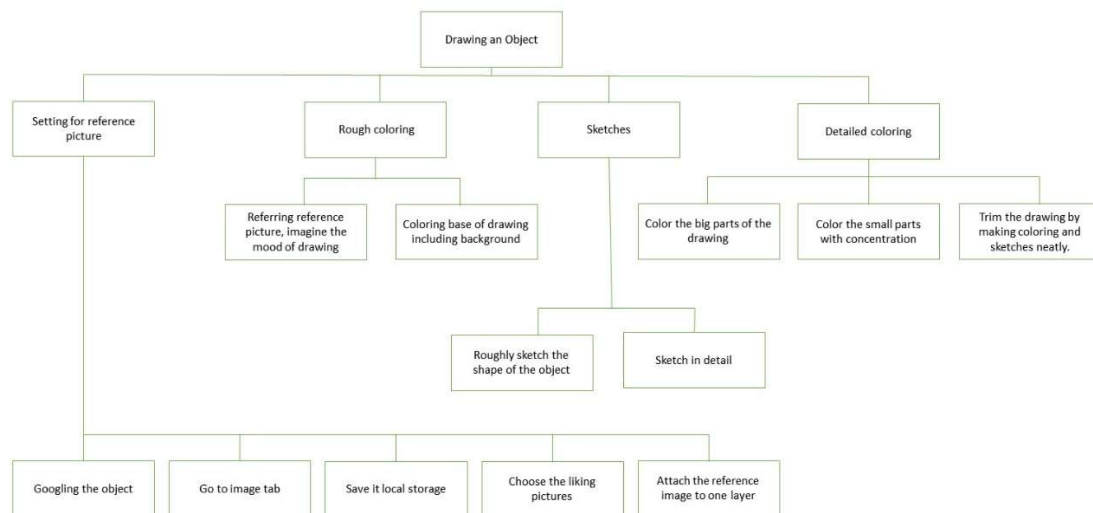 Drawing an Object
Setting for reference
picture
Rough coloring
Sketches
Detailed coloring
Referring reference
picture, imagine the
mood of drawing
Coloring base of drawing
including background
Color the big parts of the
drawing
Color the small parts
with concentration
Trim the drawing by
making coloring and
sketches neatly.
Roughly sketch the
shape of the object
Sketch in detail
Googling the object
Go to image tab
Save it local storage
Choose the liking
pictures
Attach the reference
image to one layer